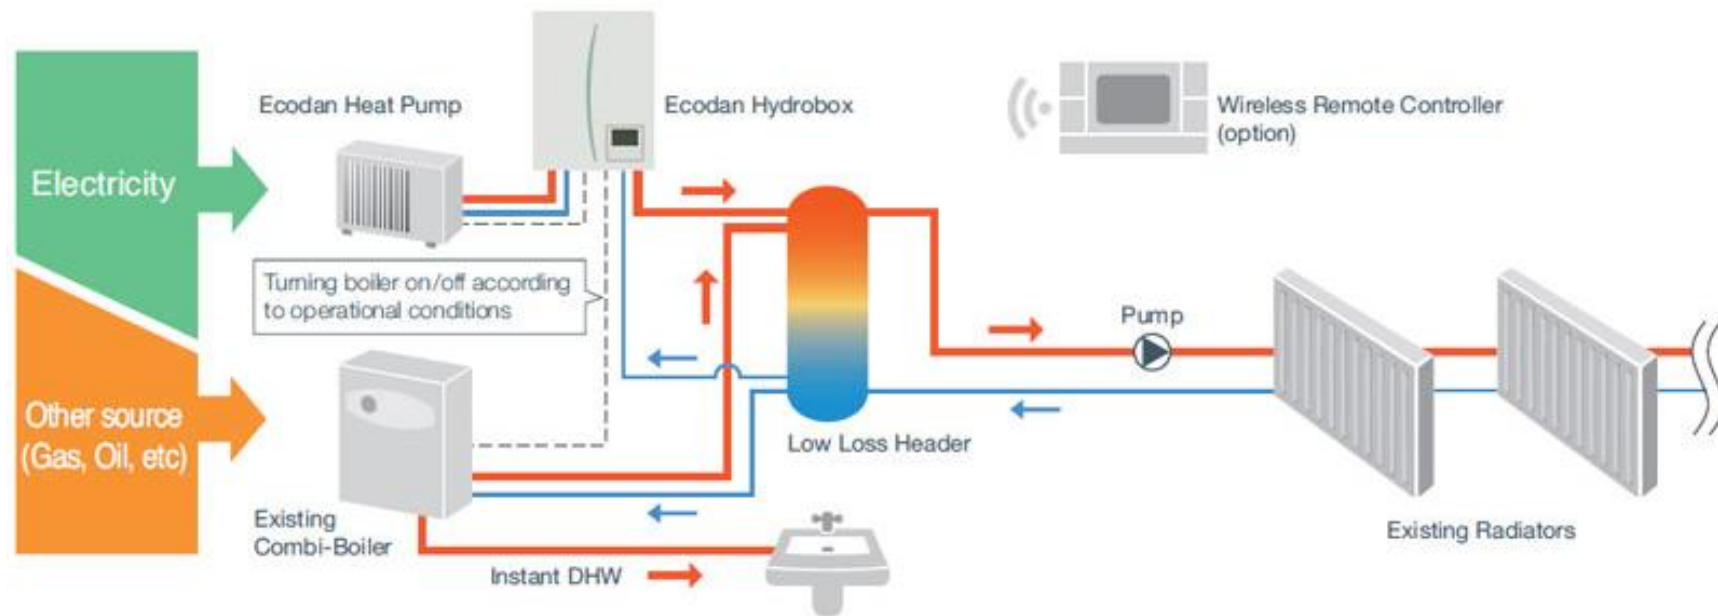 Ecodan Heat Pump
Ecodan Hydrobox
Wireless Remote Controller
(option)
Electricity
Turning boiler on/off according
to operational conditions
Pump
Other source
(Gas, Oil, etc)
Low Loss Header
Existing
Combi-Boiler
Existing Radiators
Instant DHW